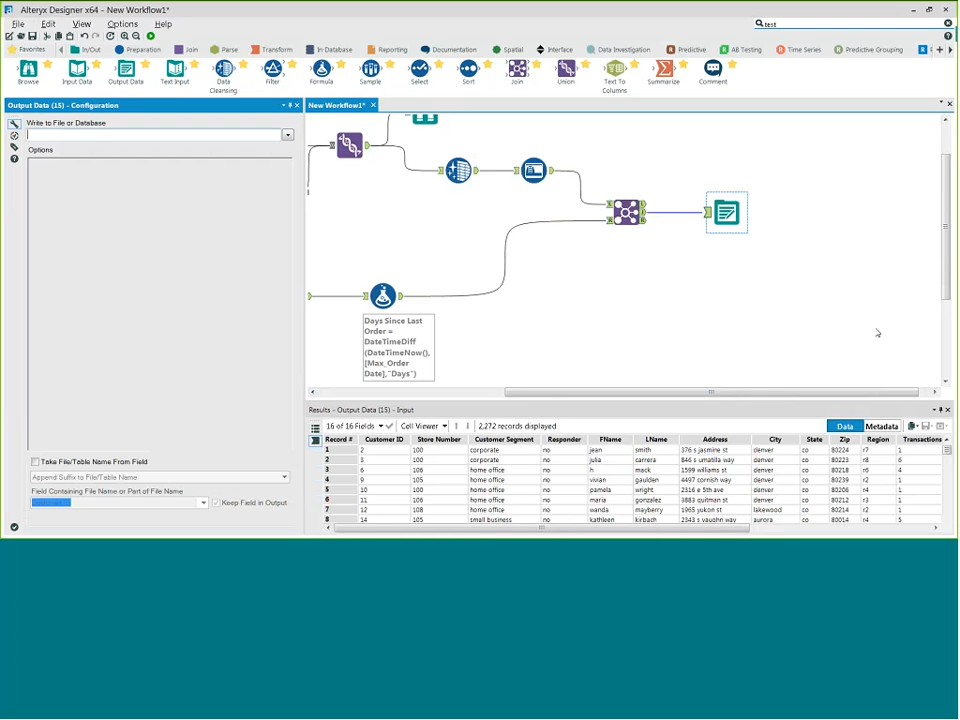 Alteryx Designer x64 - New Workflow1*
File Edit View Options Help
test
Favorites In/Out Preparation Join Parse Transform In-Database Reporting Documentation Spatial Interface Data Investigation Predictive AB Testing Time Series Predictive Grouping
Browse Input Data Output Data Text Input Data Cleansing Filter Formula Sample Select Sort Join Union Text To Columns Summarize Comment
Output Data (15) - Configuration
New Workflow1*
Write to File or Database
Options
Days Since Last
Order =
DateTimeDiff
(DateTimeNow(),
[Max_Order
Date],"Days")
Take File/Table Name From Field
Append Suffix to File/Table Name
Field Containing File Name or Part of File Name
Keep Field in Output
Results - Output Data (15) - Input
16 of 16 Fields Cell Viewer 2,272 records displayed Data Metadata
Record # Customer ID Store Number Customer Segment Responder FName LName Address City State Zip Region Transactions
1 2 100 corporate no jean smith 376 s jasmine st denver co 80224 r7 1
2 3 100 corporate no julia carrera 846 s umatilla way denver co 80223 r8 6
3 6 106 home office no h mack 1599 williams st denver co 80218 r6 4
4 9 105 home office no vivian gaulden 4497 cornish way denver co 80239 r2 1
5 10 100 home office no pamela wright 2316 e 5th ave denver co 80206 r4 1
6 11 106 home office no maria gonzalez 3883 quitman st denver co 80212 r3 1
7 12 108 home office no wanda mayberry 1965 yukon st lakewood co 80214 r2 1
8 14 105 small business no kathleen kirbach 2343 s vaughn way aurora co 80014 r4 5